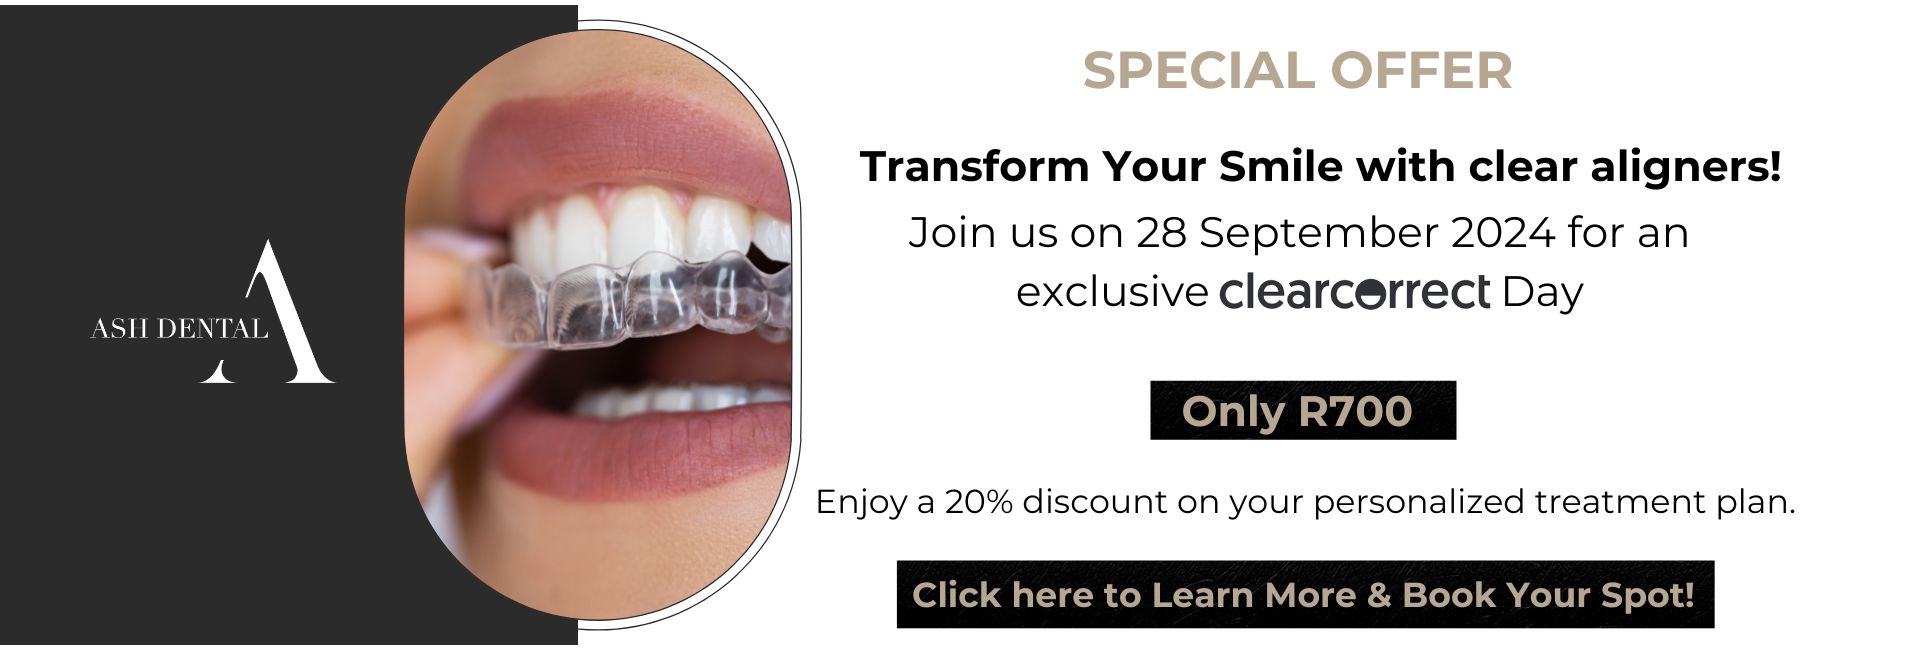 ASH DENTAL
SPECIAL OFFER
Transform Your Smile with clear aligners!
Join us on 28 September 2024 for an
exclusive clearcorrect Day
Only R700
Enjoy a 20% discount on your personalized treatment plan.
Click here to Learn More & Book Your Spot!